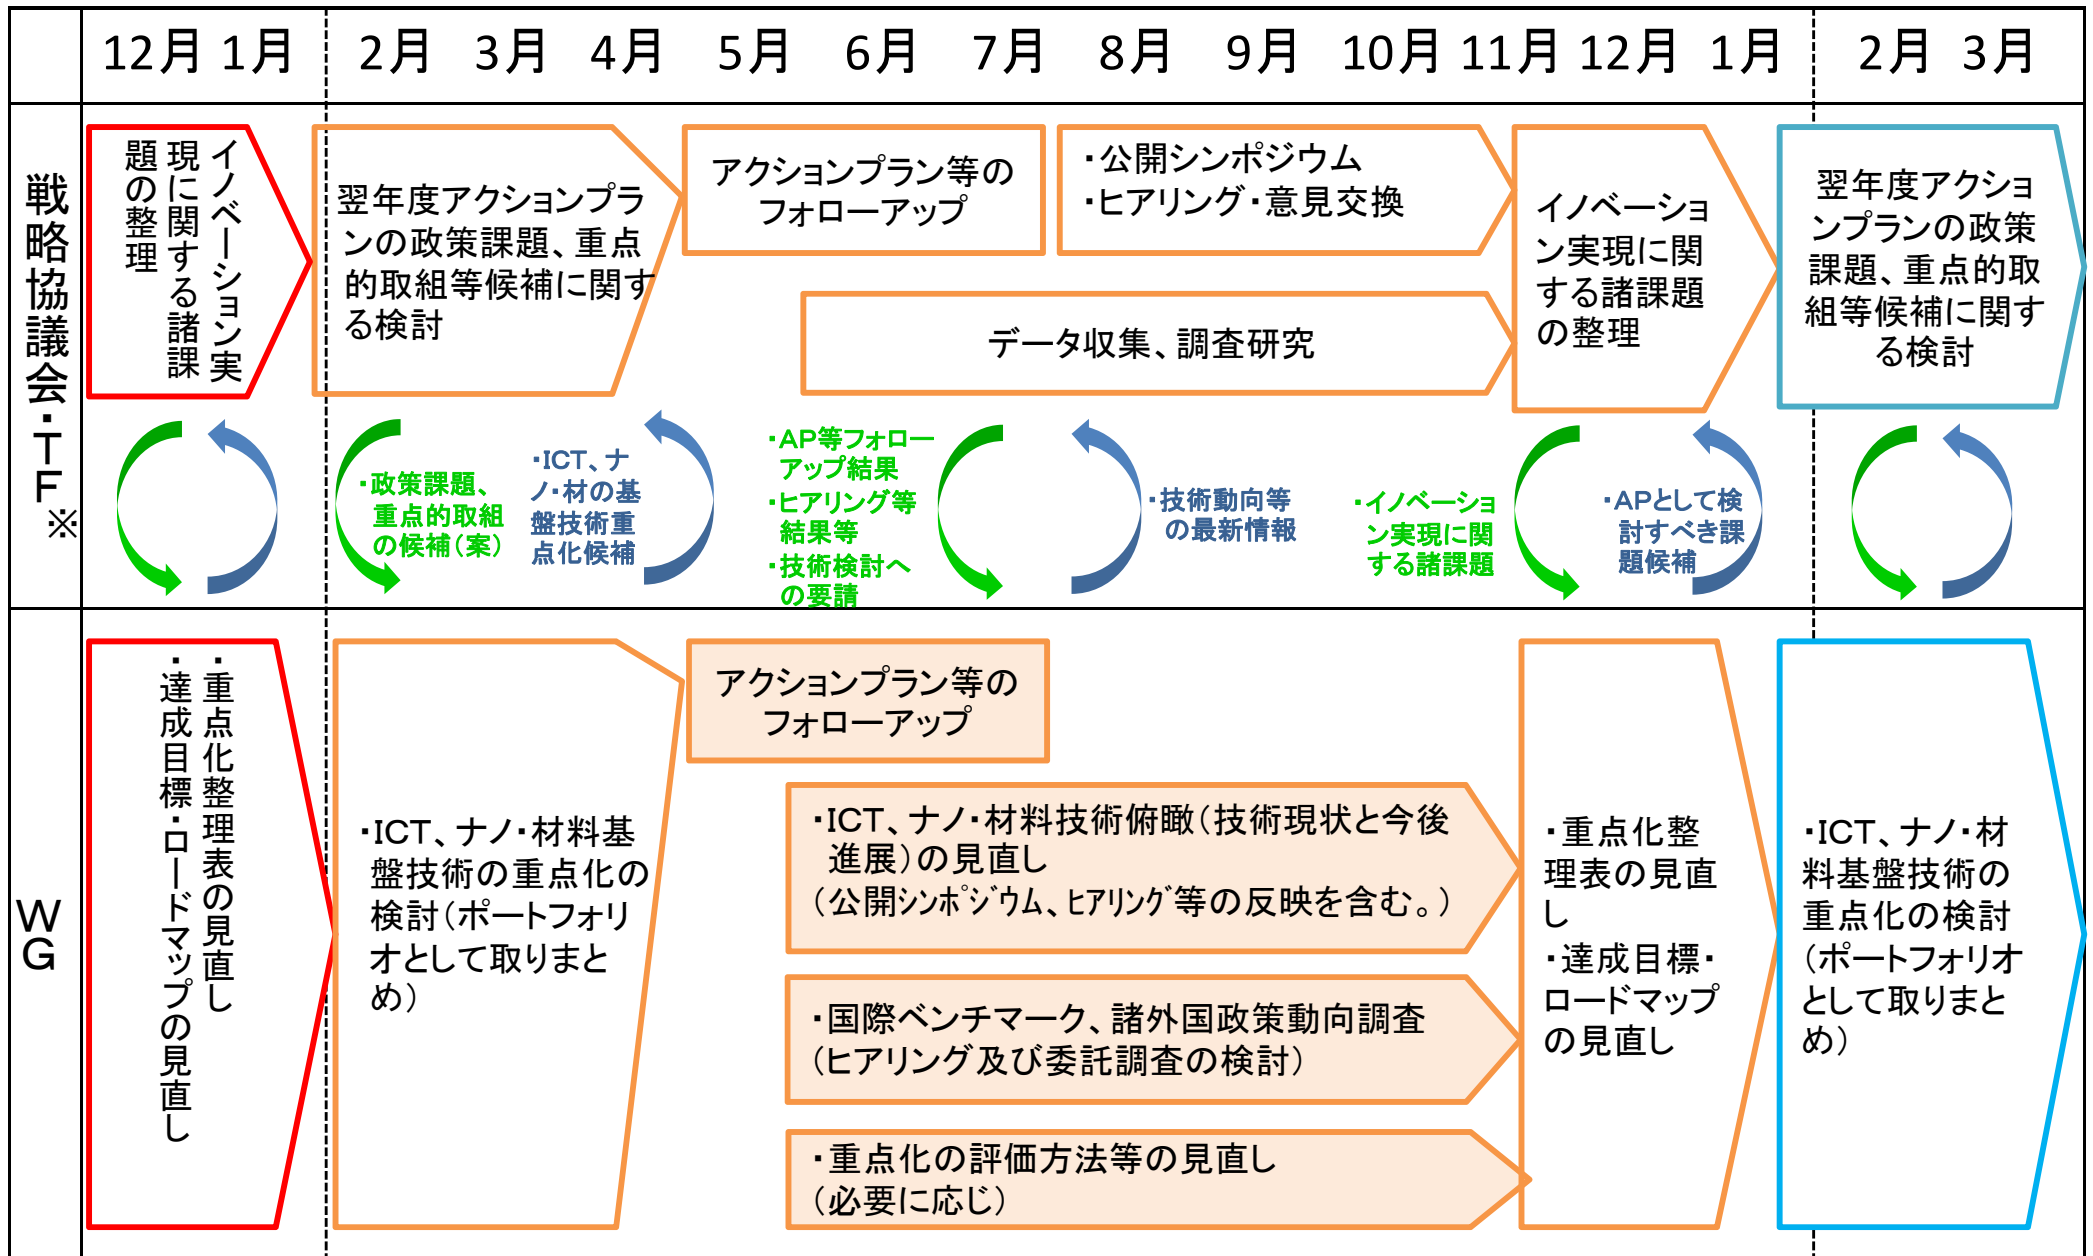 12月 1月 2月 3月 4月 5月 6月 7月 8月 9月 10月 11月 12月 1月 2月 3月
戦略協議会・TF
※
イノベーション実
現に関する諸課
題の整理
翌年度アクションプラ
ンの政策課題、重点
的取組等候補に関す
る検討
アクションプラン等の
フォローアップ
・公開シンポジウム
・ヒアリング・意見交換
データ収集、調査研究
イノベーショ
ン実現に関
する諸課題
の整理
翌年度アクショ
ンプランの政策
課題、重点的取
組等候補に関す
る検討
・政策課題、
重点的取組
の候補(案)
・ICT、ナ
ノ・材の基
盤技術重
点化候補
・AP等フォロー
アップ結果
・ヒアリング等
結果等
・技術検討へ
の要請
・技術動向等
の最新情報
・イノベーショ
ン実現に関
する諸課題
・APとして検
討すべき課
題候補
WG
・重点化整理表の見直し
・達成目標・ロードマップの見直し
・ICT、ナノ・材料基
盤技術の重点化の
検討(ポートフォリ
オとして取りまと
め)
アクションプラン等の
フォローアップ
・ICT、ナノ・材料技術俯瞰(技術現状と今後
進展)の見直し
(公開ｼﾝﾎﾟｼﾞｳﾑ、ﾋｱﾘﾝｸﾞ等の反映を含む。)
・国際ベンチマーク、諸外国政策動向調査
(ヒアリング及び委託調査の検討)
・重点化の評価方法等の見直し
(必要に応じ)
・重点化整
理表の見直
し
・達成目標・
ロードマップ
の見直し
・ICT、ナノ・材
料基盤技術の
重点化の検討
(ポートフォリオ
として取りまと
め)